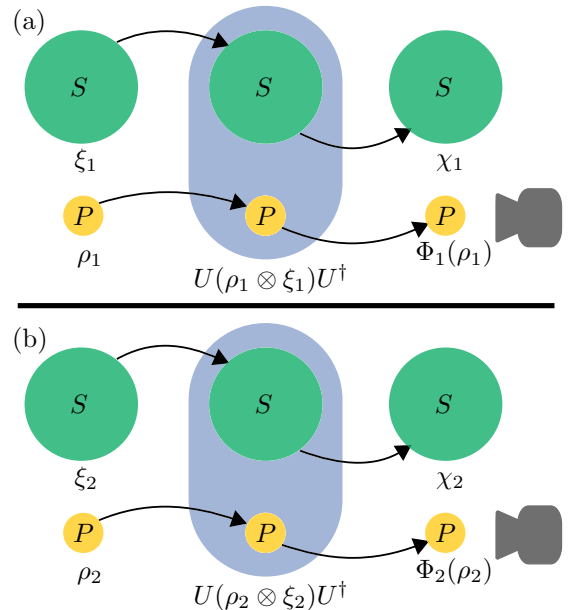 (a)
S S S
ξ₁ χ₁
P P P
ρ₁ Φ₁(ρ₁)
U(ρ₁ ⊗ ξ₁)U†
(b)
S S S
ξ₂ χ₂
P P P
ρ₂ Φ₂(ρ₂)
U(ρ₂ ⊗ ξ₂)U†